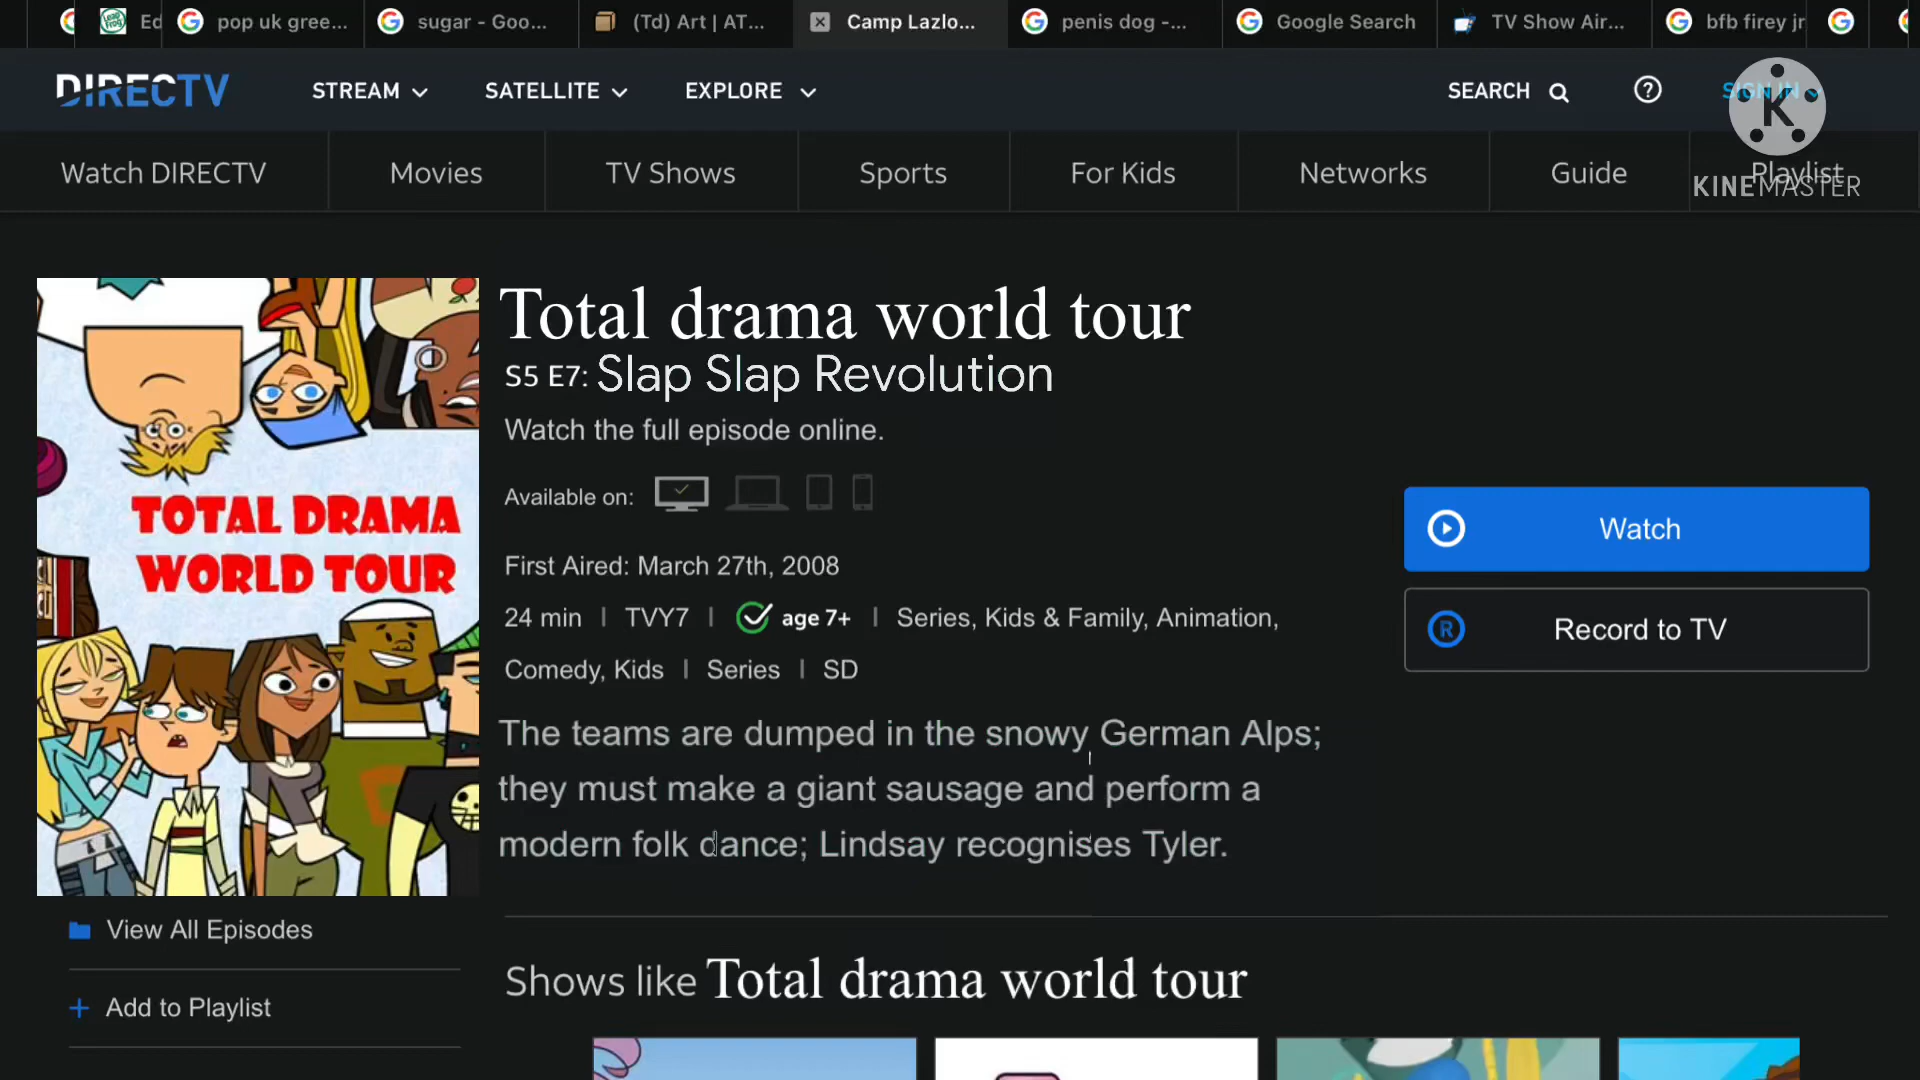 Ed
pop uk gree...
sugar - Goo...
(Td) Art | AT...
Camp Lazlo...
penis dog -...
Google Search
TV Show Air...
bfb firey jr
DIRECTV
STREAM
SATELLITE
EXPLORE
SEARCH
SIGN IN
K
KINEMASTER
Watch DIRECTV
Movies
TV Shows
Sports
For Kids
Networks
Guide
Playlist
Total drama world tour
S5 E7: Slap Slap Revolution
Watch the full episode online.
Available on:
First Aired: March 27th, 2008
24 min | TVY7 | age 7+ | Series, Kids & Family, Animation,
Comedy, Kids | Series | SD
The teams are dumped in the snowy German Alps;
they must make a giant sausage and perform a
modern folk dance; Lindsay recognises Tyler.
Watch
R Record to TV
TOTAL DRAMA
WORLD TOUR
View All Episodes
+ Add to Playlist
Shows like Total drama world tour